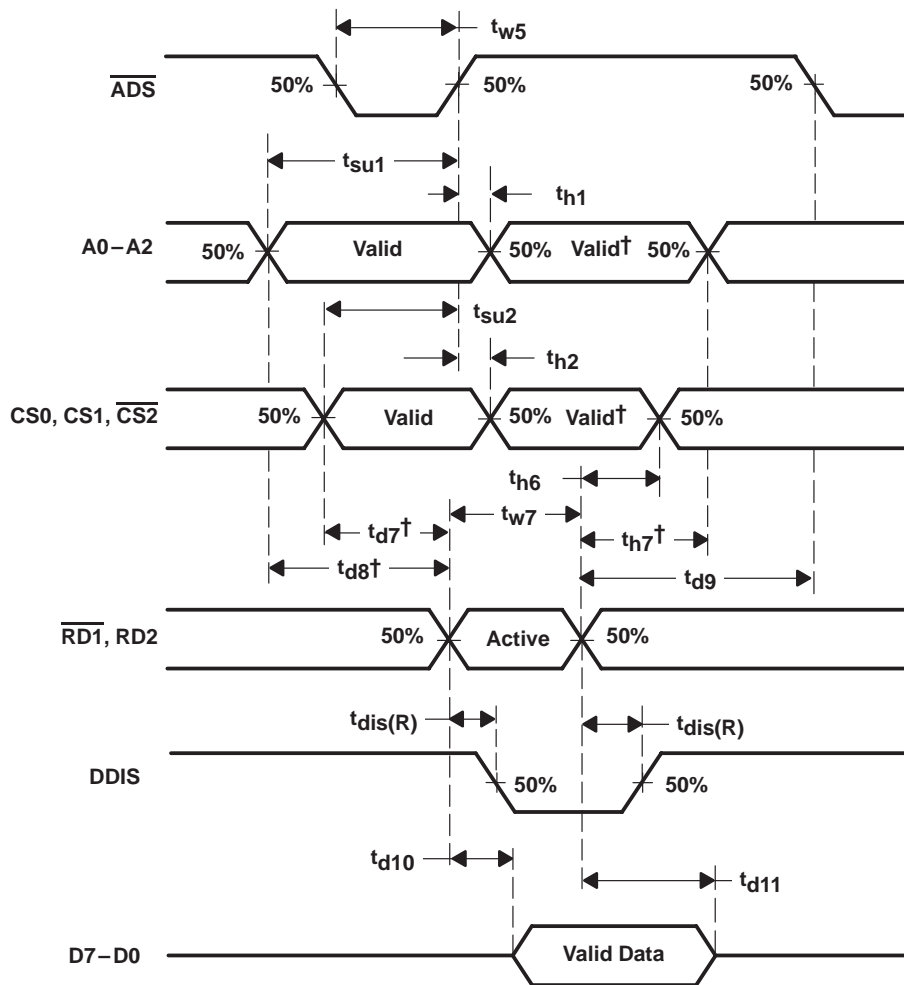 tw5
ADS
50%
50%
50%
tsu1
th1
A0–A2
50%
Valid
50%
Valid†
50%
tsu2
th2
CS0, CS1, CS2
50%
Valid
50%
Valid†
50%
th6
tw7
td7†
th7†
td8†
td9
RD1, RD2
50%
Active
50%
tdis(R)
tdis(R)
DDIS
50%
50%
td10
td11
D7–D0
Valid Data